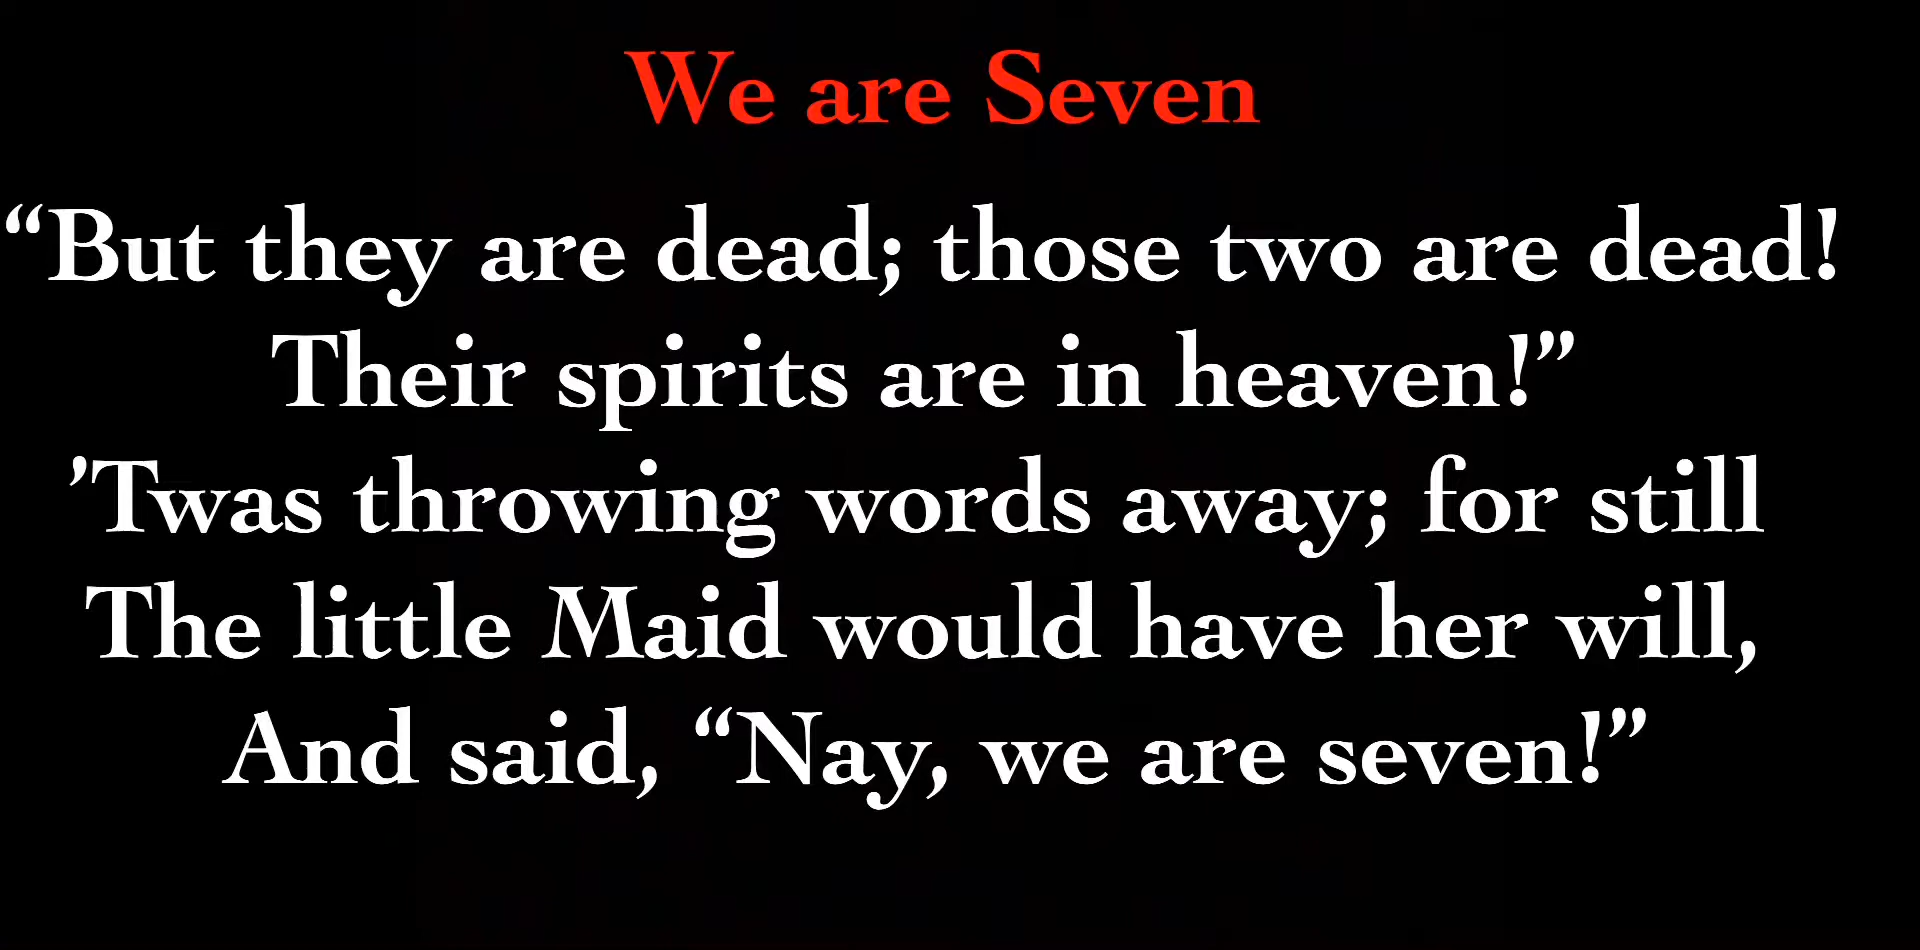 We are Seven
“But they are dead; those two are dead!
Their spirits are in heaven!”
’Twas throwing words away; for still
The little Maid would have her will,
And said, “Nay, we are seven!”